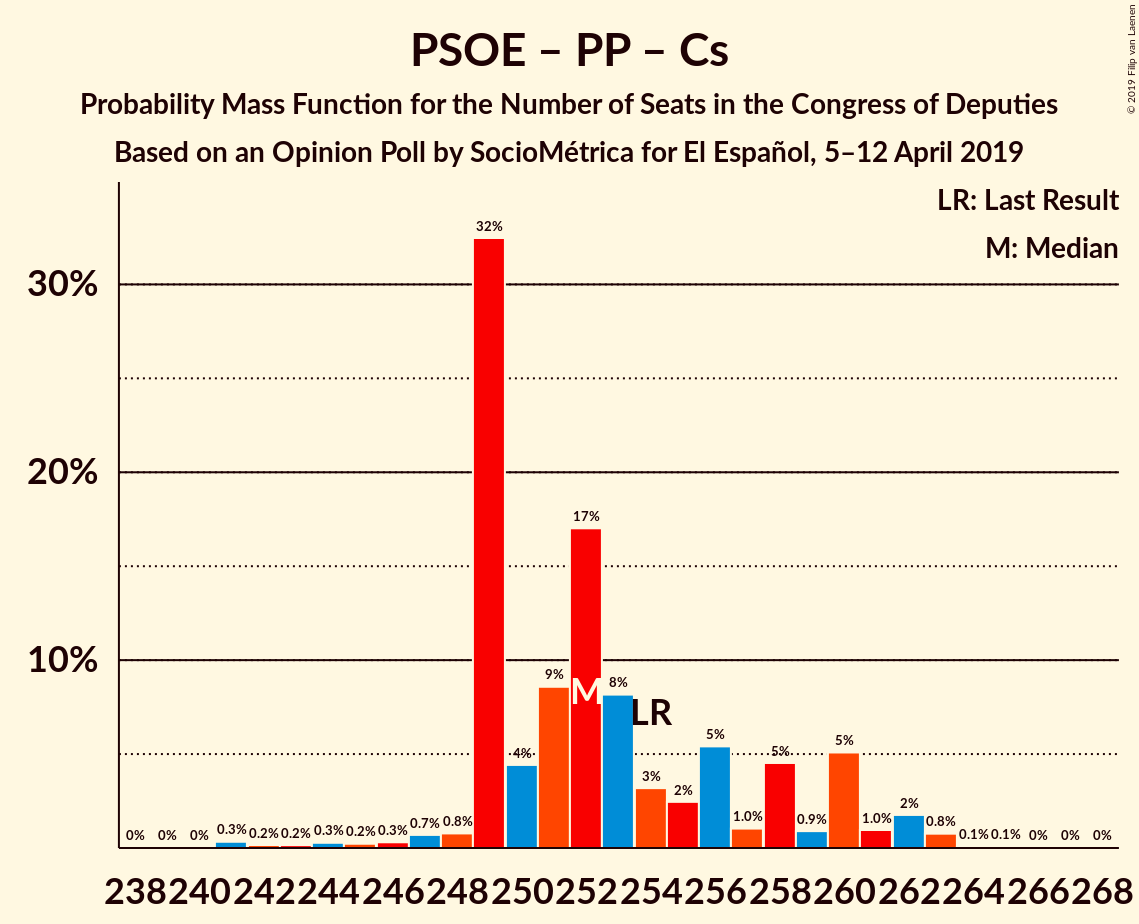 © 2019 Filip van Laenen
PSOE – PP – Cs
Probability Mass Function for the Number of Seats in the Congress of Deputies
Based on an Opinion Poll by SocioMétrica for El Español, 5–12 April 2019
LR: Last Result
M: Median
30%
20%
10%
0% 0% 0% 0.3% 0.2% 0.2% 0.3% 0.2% 0.3% 0.7% 0.8% 32% 4% 9% 17% 8% 3% 2% 5% 1.0% 5% 0.9% 5% 1.0% 2% 0.8% 0.1% 0.1% 0% 0% 0%
M
LR
238 240 242 244 246 248 250 252 254 256 258 260 262 264 266 268